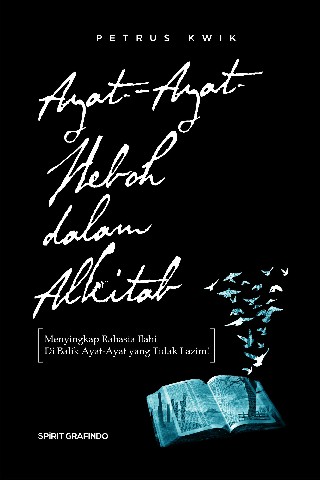 PETRUS KWIK
Ayat-Ayat
Heboh
dalam
Alkitab
Menyingkap Rahasia Ilahi
Di Balik Ayat-Ayat yang Tidak Lazim!
SPIRIT GRAFINDO